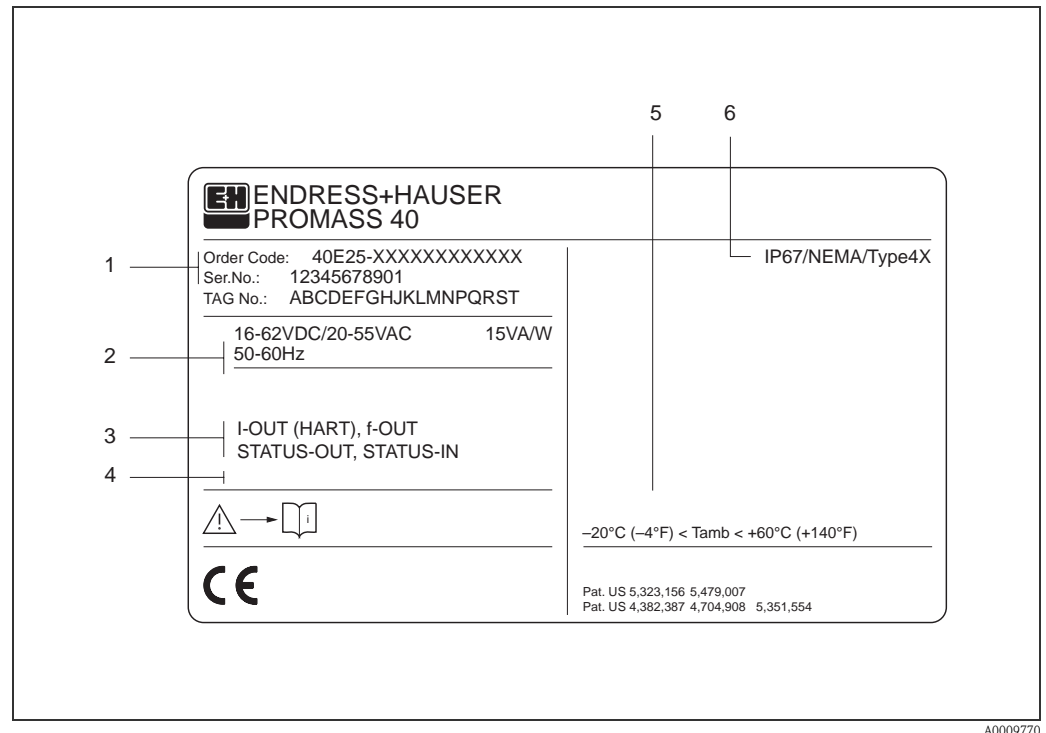 5 6
E+H ENDRESS+HAUSER
PROMASS 40
1 Order Code: 40E25-XXXXXXXXXXXX IP67/NEMA/Type4X
Ser.No.: 12345678901
TAG No.: ABCDEFGHJKLMNPQRST
16-62VDC/20-55VAC 15VA/W
2 50-60Hz
3 I-OUT (HART), f-OUT
STATUS-OUT, STATUS-IN
4
i
–20°C (–4°F) < Tamb < +60°C (+140°F)
CE
Pat. US 5,323,156 5,479,007
Pat. US 4,382,387 4,704,908 5,351,554
A0009770